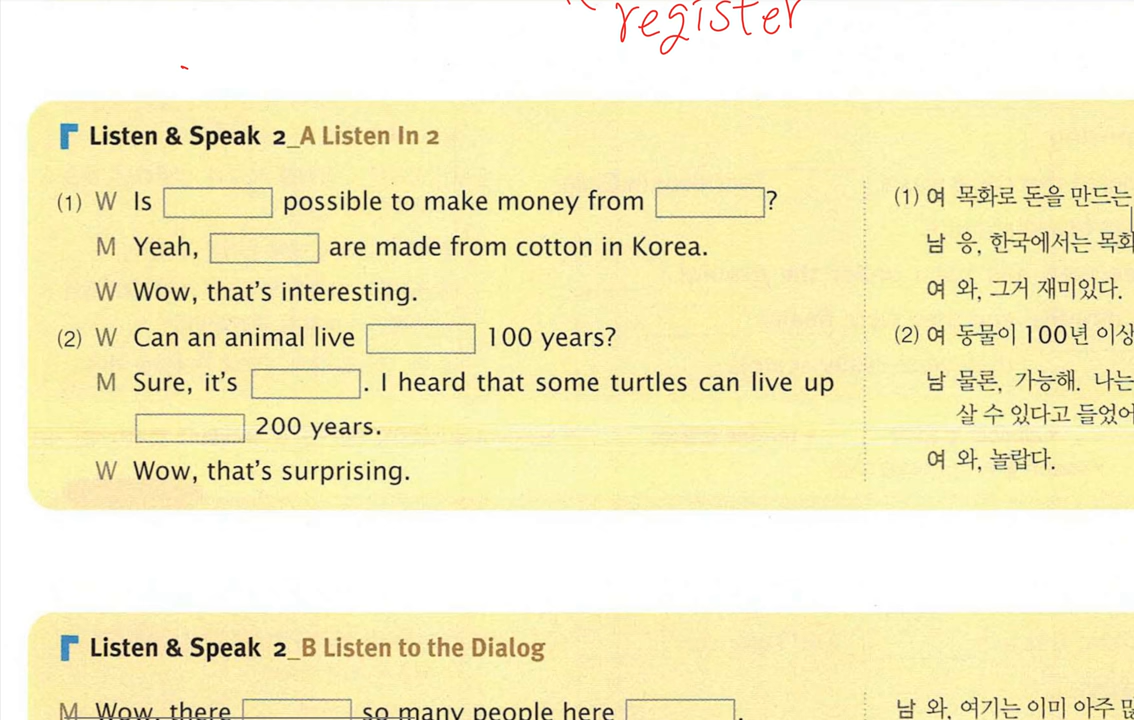 register
Listen & Speak 2_A Listen In 2
(1) W Is possible to make money from ?
M Yeah, are made from cotton in Korea.
W Wow, that's interesting.
(2) W Can an animal live 100 years?
M Sure, it's . I heard that some turtles can live up
200 years.
W Wow, that's surprising.
(1) 여 목화로 돈을 만드는
남 응, 한국에서는 목화
여 와, 그거 재미있다.
(2) 여 동물이 100년 이상
남 물론, 가능해. 나는
살 수 있다고 들었어
여 와, 놀랍다.
Listen & Speak 2_B Listen to the Dialog
M Wow, there so many people here .
남 와, 여기는 이미 아주